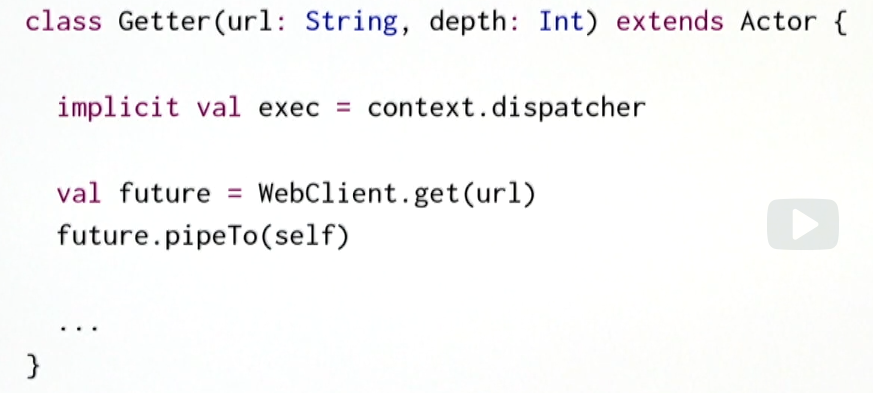 class Getter(url: String, depth: Int) extends Actor {
implicit val exec = context.dispatcher
val future = WebClient.get(url)
future.pipeTo(self)
...
}